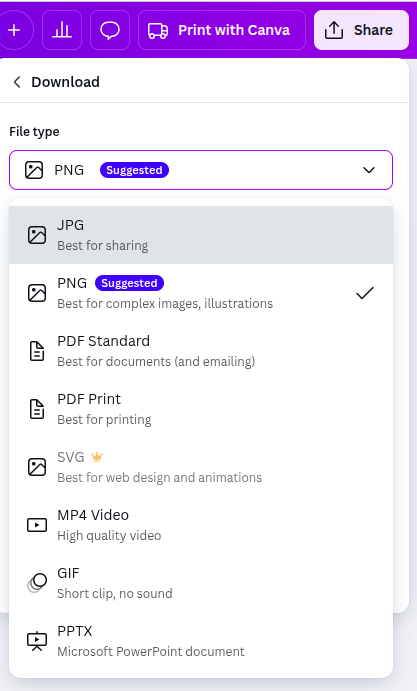 Print with Canva
Share
Download
File type
PNG Suggested
JPG
Best for sharing
PNG Suggested
Best for complex images, illustrations
PDF Standard
Best for documents (and emailing)
PDF Print
Best for printing
SVG
Best for web design and animations
MP4 Video
High quality video
GIF
Short clip, no sound
PPTX
Microsoft PowerPoint document